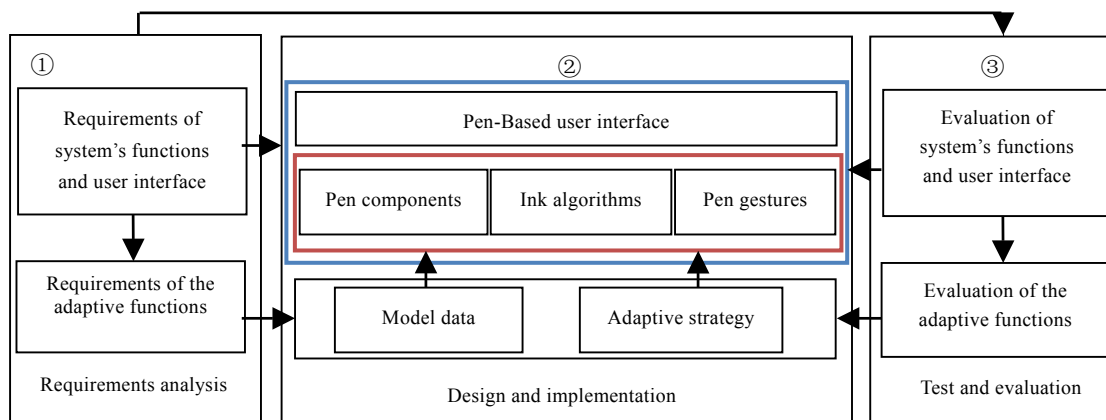 ①
Requirements of
system's functions
and user interface
Requirements of the
adaptive functions
Requirements analysis
②
Pen-Based user interface
Pen components
Ink algorithms
Pen gestures
Model data
Adaptive strategy
Design and implementation
③
Evaluation of
system's functions
and user interface
Evaluation of the
adaptive functions
Test and evaluation